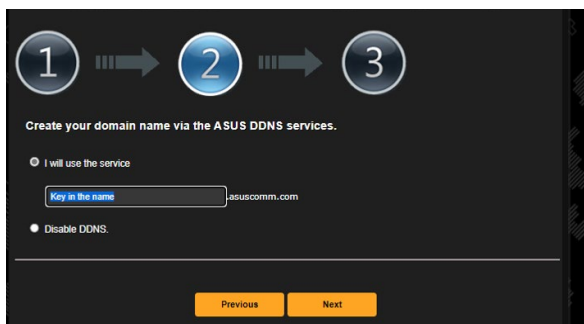 1 2 3
Create your domain name via the ASUS DDNS services.
I will use the service
Key in the name .asuscomm.com
Disable DDNS.
Previous Next